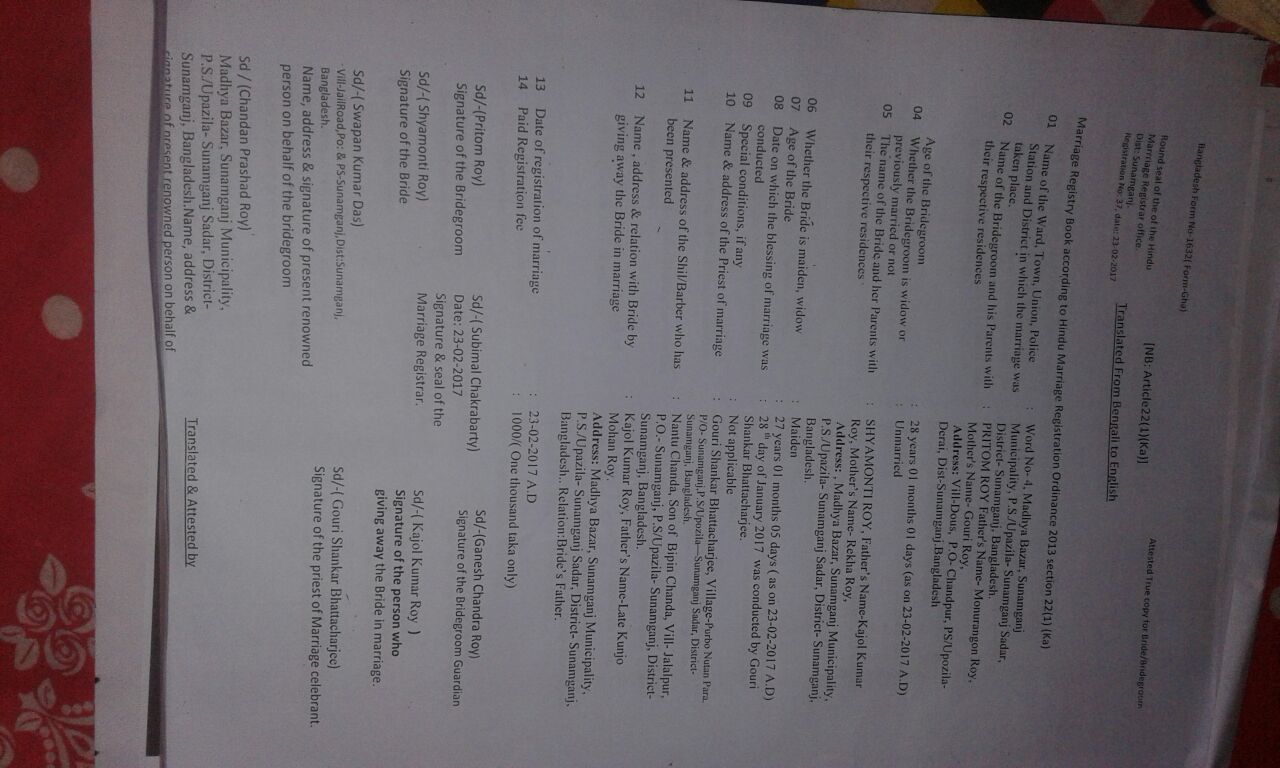 Bangladesh Form No-1632( Form-Gha)
Round seal of the of the Hindu
Marriage Registrar office
Dist: Sunamganj.
Registration No-37, date: 23-02-2017
[NB: Article22(1)(Ka)]
Attested True copy for Bride/Bridegroom
Translated From Bengali to English
Marriage Registry Book according to Hindu Marriage Registration Ordinance 2013 section 22(1) (Ka)
01 Name of the Ward, Town, Union, Police Station and District in which the marriage was taken place. : Word No- 4, Madhya Bazar, Sunamganj Municipality, P.S./Upazila- Sunamganj Sadar, District- Sunamganj, Bangladesh.
02 Name of the Bridegroom and his Parents with their respective residences : PRITOM ROY Father's Name- Monurangon Roy, Mother's Name- Gouri Roy,
Address: Vill-Dous, P.O- Chandpur, PS/Upozila- Derai, Dist-Sunamganj,Bangladesh
Age of the Bridegroom : 28 years 01 months 01 days (as on 23-02-2017 A.D)
04 Whether the Bridegroom is widow or previously married or not : Unmarried
05 The name of the Bride and her Parents with their respective residences : SHYAMONTI ROY, Father's Name-Kajol Kumar Roy, Mother's Name- Rekha Roy,
Address: , Madhya Bazar, Sunamganj Municipality, P.S./Upazila- Sunamganj Sadar, District- Sunamganj, Bangladesh.
06 Whether the Bride is maiden, widow : Maiden
07 Age of the Bride : 27 years 01 months 05 days ( as on 23-02-2017 A.D)
08 Date on which the blessing of marriage was conducted : 28 th day of January 2017 was conducted by Gouri Shankar Bhattacharjee.
09 Special conditions, if any : Not applicable
10 Name & address of the Priest of marriage : Gouri Shankar Bhattacharjee, Village-Purbo Nutan Para, P/O- Sunamganj,P.S/Upozila—Sunamganj Sadar, District- Sunamganj, Bangladesh.
11 Name & address of the Shil/Barber who has been presented : Nantu Chanda, Son of Bipin Chanda, Vill- Jalalpur, P.O.- Sunamganj, P.S/Upazila- Sunamganj, District- Sunamganj, Bangladesh.
12 Name , address & relation with Bride by giving away the Bride in marriage : Kajol Kumar Roy, Father's Name-Late Kunjo Mohan Roy.
Address: Madhya Bazar, Sunamganj Municipality, P.S./Upazila- Sunamganj Sadar, District- Sunamganj, Bangladesh.. Relation:Bride's Father.
13 Date of registration of marriage : 23-02-2017 A.D
14 Paid Registration fee : 1000/( One thousand taka only)
Sd/-(Pritom Roy)
Signature of the Bridegroom
Sd/-( Subimal Chakrabarty)
Date: 23-02-2017
Signature & seal of the
Marriage Registrar.
Sd/-(Ganesh Chandra Roy)
Signature of the Bridegroom Guardian
Sd/-( Shyamonti Roy)
Signature of the Bride
Sd/-( Kajol Kumar Roy )
Signature of the person who
giving away the Bride in marriage.
Sd/-( Swapan Kumar Das)
Vill-JailRoad,Po: & PS-Sunamganj,Dist:Sunamganj,
Bangladesh.
Name, address & signature of present renowned
person on behalf of the bridegroom
Sd/-( Gouri Shankar Bhattacharjee)
Signature of the priest of Marriage celebrant.
Sd / (Chandan Prashad Roy)
Madhya Bazar, Sunamganj Municipality,
P.S./Upazila- Sunamganj Sadar, District-
Sunamganj, Bangladesh.Name, address &
signature of present renowned person on behalf of
Translated & Attested by